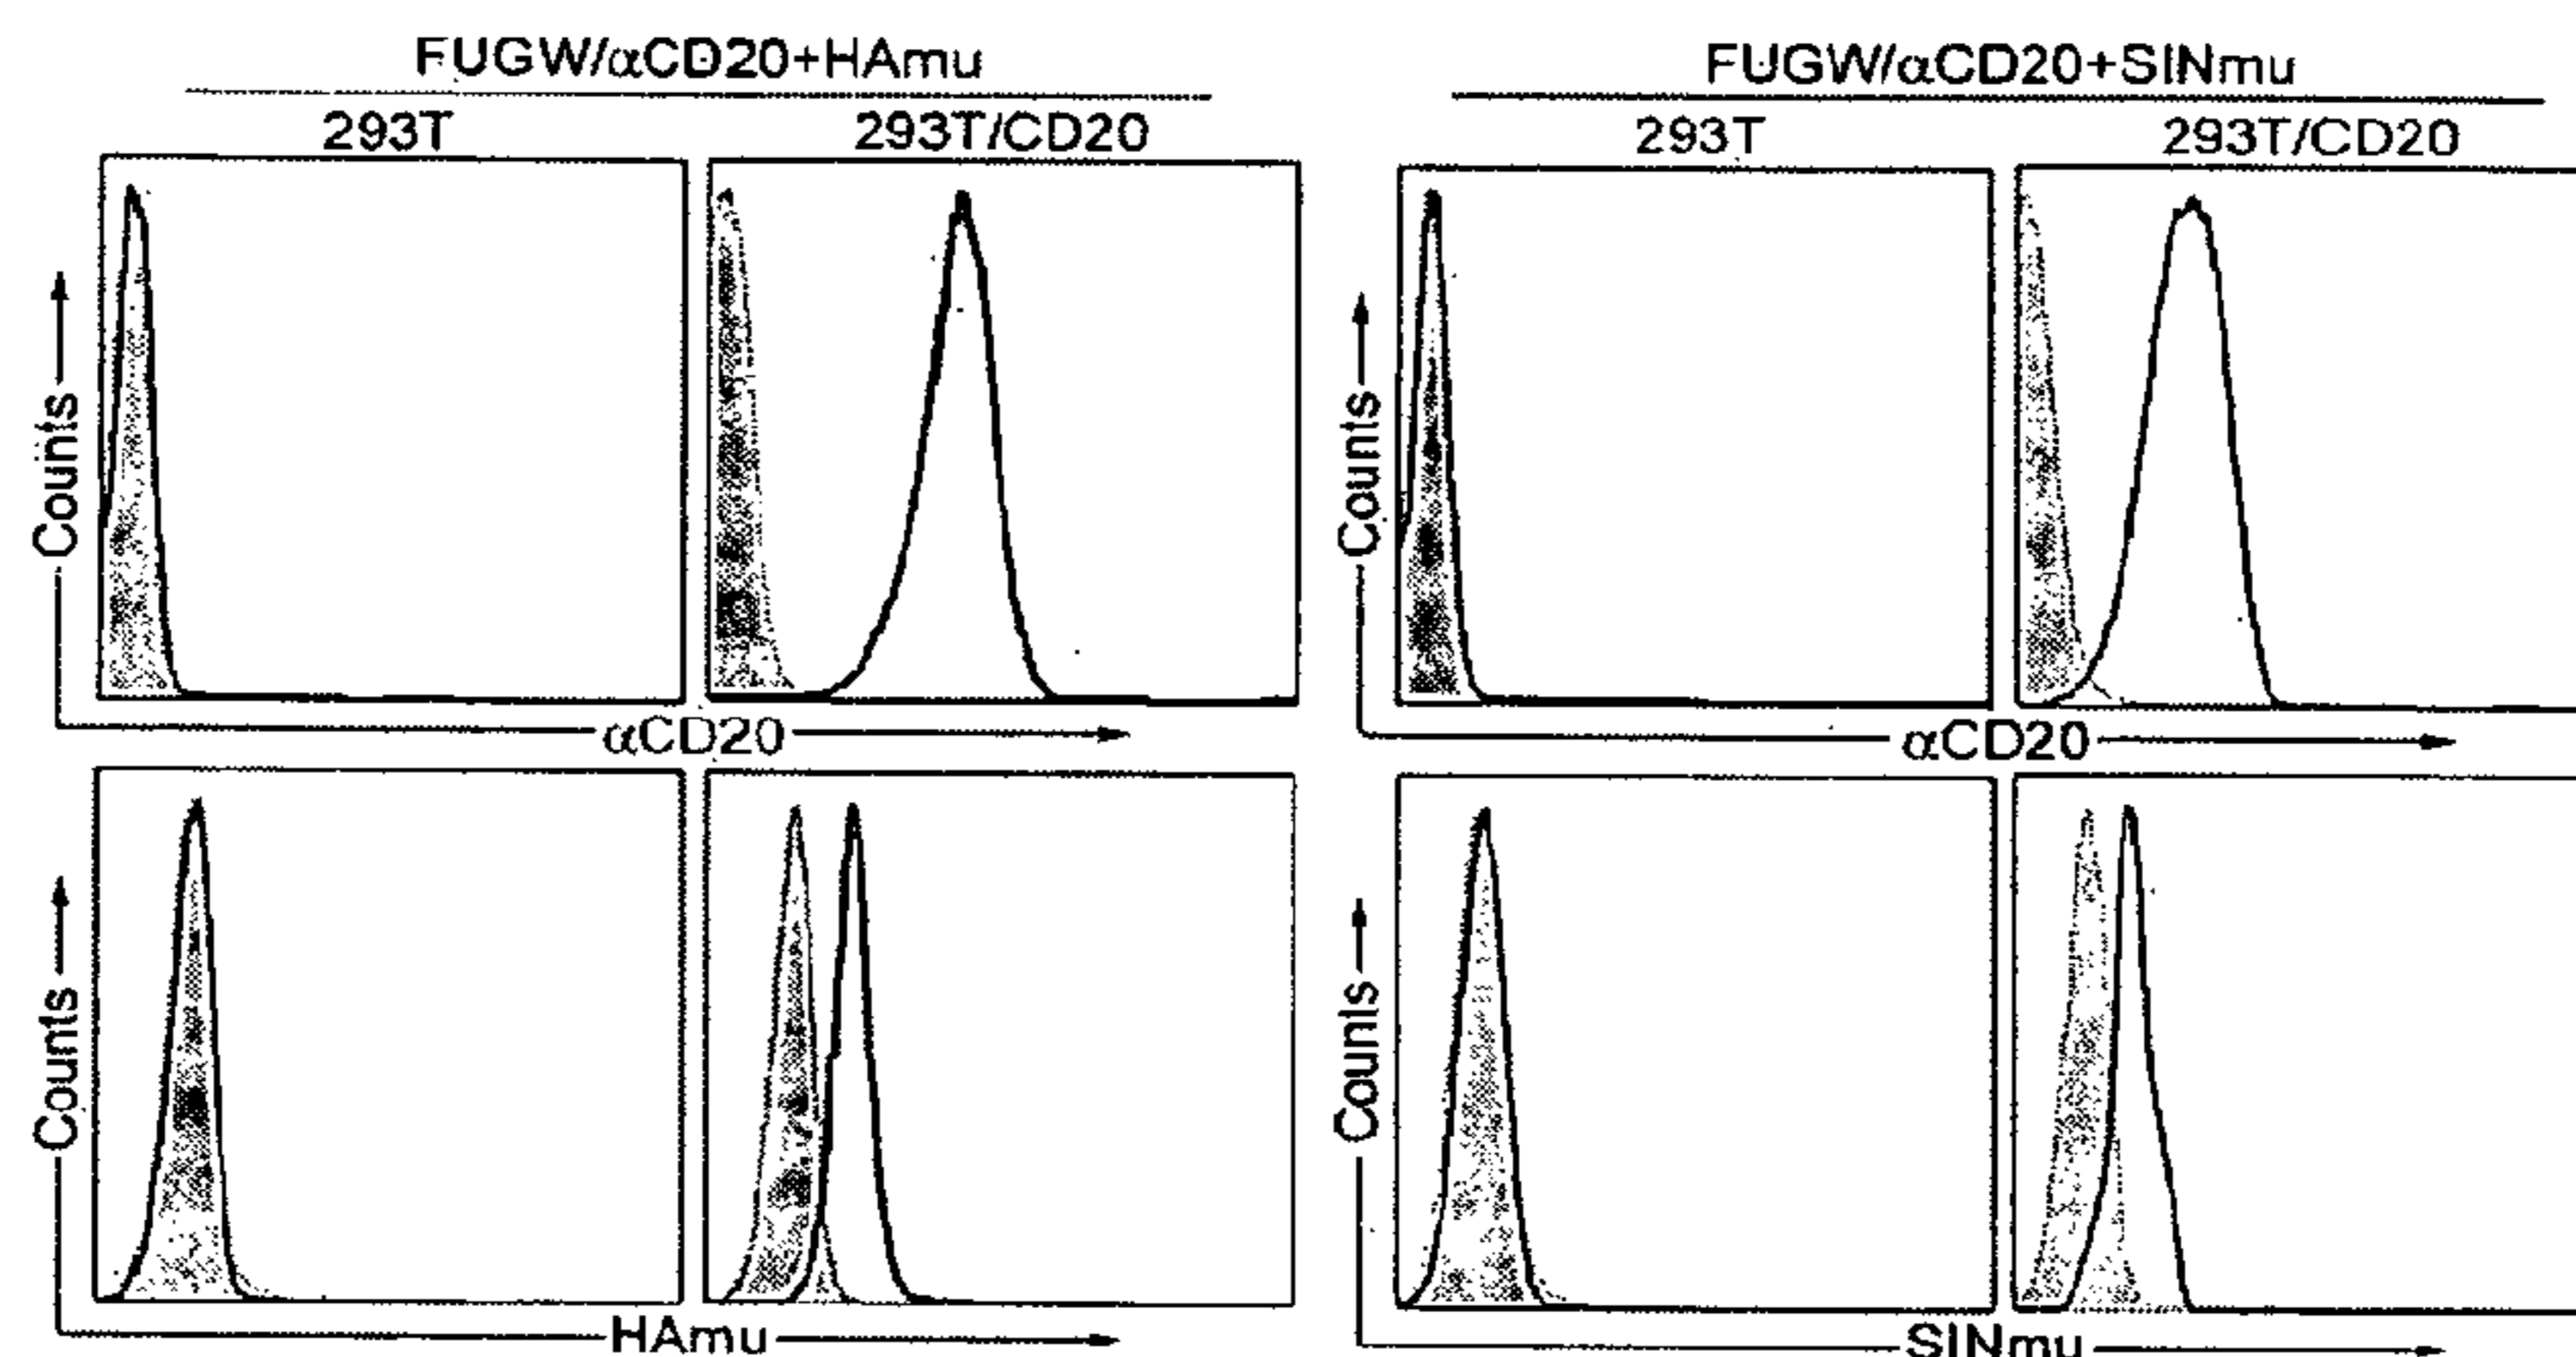 FUGW/αCD20+HAmu
293T 293T/CD20
Counts
αCD20
Counts
HAmu
FUGW/αCD20+SINmu
293T 293T/CD20
Counts
αCD20
Counts
SINmu